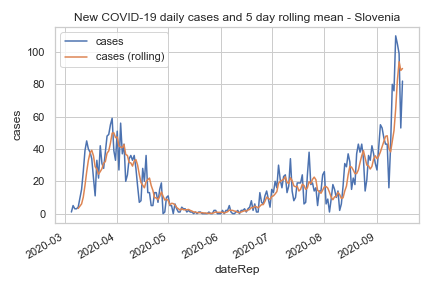 New COVID-19 daily cases and 5 day rolling mean - Slovenia
cases
cases (rolling)
100
80
60
40
20
0
cases
2020-03
2020-04
2020-05
2020-06
2020-07
2020-08
2020-09
dateRep